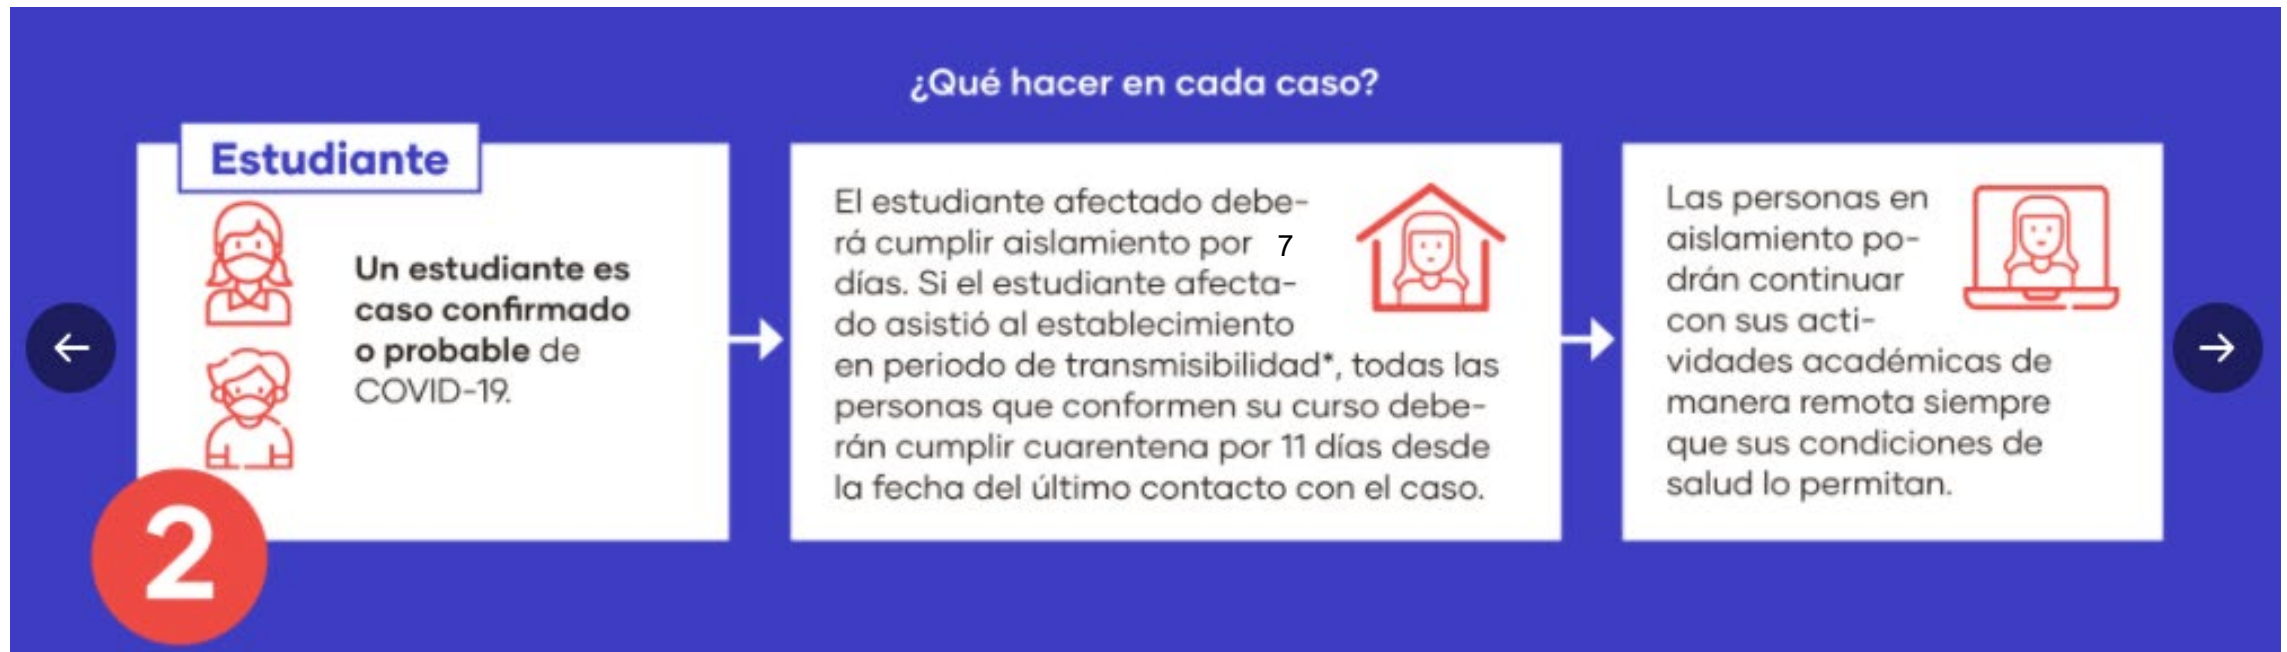 ¿Qué hacer en cada caso?
Estudiante
Un estudiante es
caso confirmado
o probable de
COVID-19.
2
El estudiante afectado debe-
rá cumplir aislamiento por 7
días. Si el estudiante afecta-
do asistió al establecimiento
en periodo de transmisibilidad*, todas las
personas que conformen su curso debe-
rán cumplir cuarentena por 11 días desde
la fecha del último contacto con el caso.
Las personas en
aislamiento po-
drán continuar
con sus acti-
vidades académicas de
manera remota siempre
que sus condiciones de
salud lo permitan.